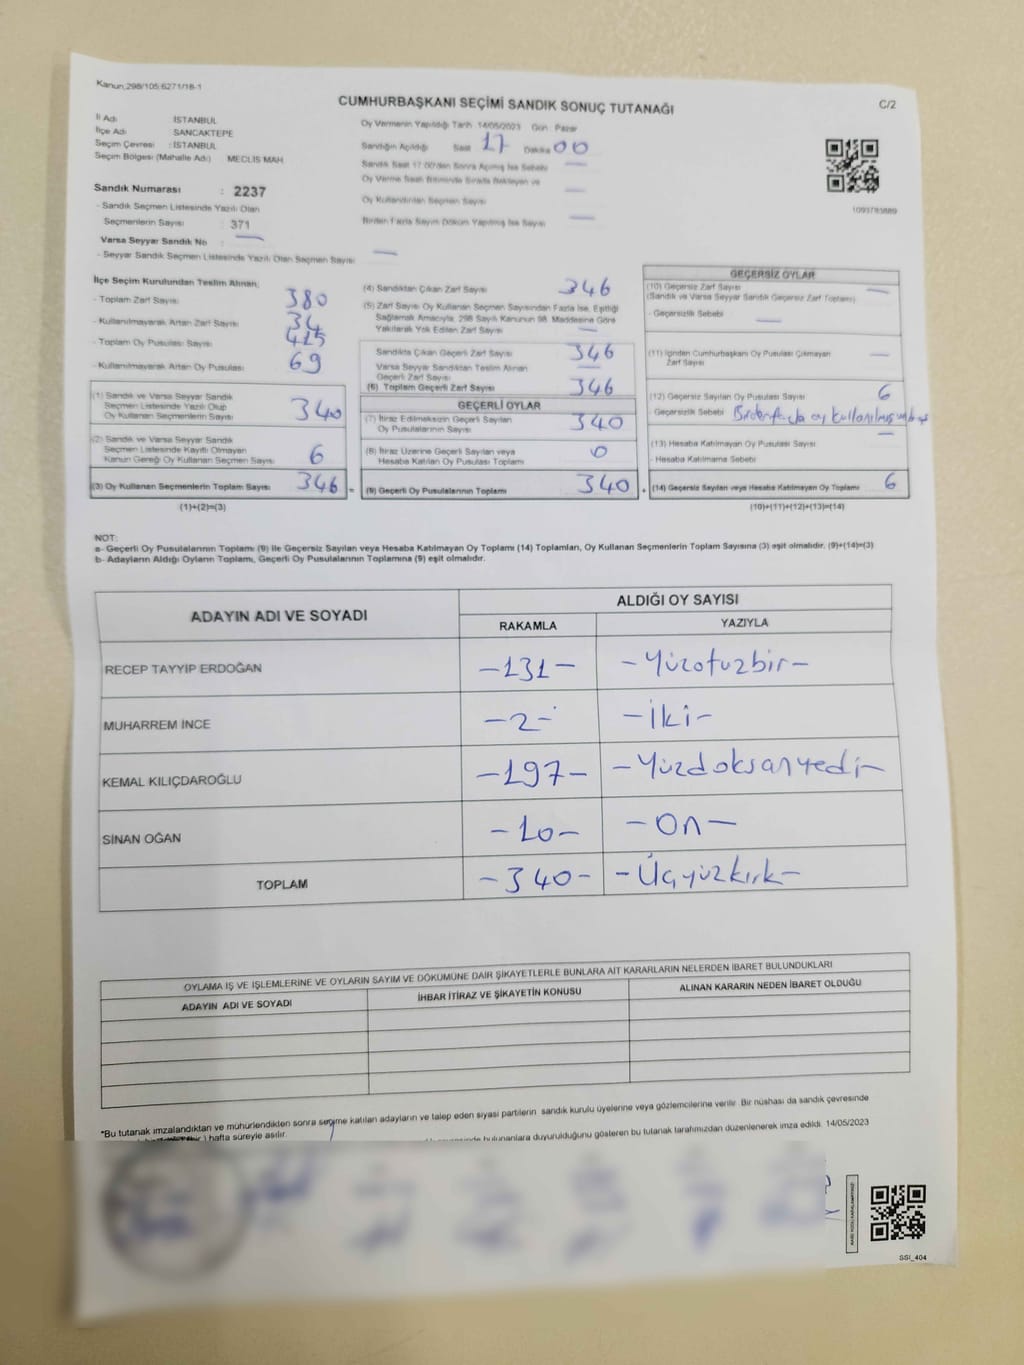 Kanun,298/105;6271/18-1
CUMHURBAŞKANI SEÇİMİ SANDIK SONUÇ TUTANAĞI
C/2
İl Adı : İSTANBUL
İlçe Adı : SANCAKTEPE
Seçim Çevresi : İSTANBUL
Seçim Bölgesi (Mahalle Adı) MECLİS MAH
Sandık Numarası : 2237
- Sandık Seçmen Listesinde Yazılı Olan
Seçmenlerin Sayısı : 371
Varsa Seyyar Sandık No : —
- Seyyar Sandık Seçmen Listesinde Yazılı Olan Seçmen Sayısı : —
Oy Vermenin Yapıldığı Tarih 14/05/2023 Gün Pazar
Sandığın Açıldığı Saat 17 Dakika 00
Sandık Saat 17:00'den Sonra Açılmış İse Sebebi —
Oy Verme Saati Bitiminde Sırada Bekleyen ve
Oy Kullandırılan Seçmen Sayısı —
Birden Fazla Sayım Döküm Yapılmış İse Sayısı —
1093783889
İlçe Seçim Kurulundan Teslim Alınan;
- Toplam Zarf Sayısı 380
- Kullanılmayarak Artan Zarf Sayısı 34
- Toplam Oy Pusulası Sayısı 415
- Kullanılmayarak Artan Oy Pusulası 69
(1) Sandık ve Varsa Seyyar Sandık
Seçmen Listesinde Yazılı Olup
Oy Kullanan Seçmenlerin Sayısı 340
(2) Sandık ve Varsa Seyyar Sandık
Seçmen Listesinde Kayıtlı Olmayan
Kanun Gereği Oy Kullanan Seçmen Sayısı 6
(3) Oy Kullanan Seçmenlerin Toplam Sayısı 346 =
(1)+(2)=(3)
(4) Sandıktan Çıkan Zarf Sayısı 346
(5) Zarf Sayısı Oy Kullanan Seçmen Sayısından Fazla İse, Eşitliği
Sağlamak Amacıyla, 298 Sayılı Kanunun 98. Maddesine Göre
Yakılarak Yok Edilen Zarf Sayısı —
Sandıkta Çıkan Geçerli Zarf Sayısı 346
Varsa Seyyar Sandıktan Teslim Alınan
Geçerli Zarf Sayısı —
(6) Toplam Geçerli Zarf Sayısı 346
GEÇERLİ OYLAR
(7) İtiraz Edilmeksizin Geçerli Sayılan
Oy Pusulalarının Sayısı 340
(8) İtiraz Üzerine Geçerli Sayılan veya
Hesaba Katılan Oy Pusulası Toplamı 0
(9) Geçerli Oy Pusulalarının Toplamı 340 +
GEÇERSİZ OYLAR
(10) Geçersiz Zarf Sayısı —
(Sandık ve Varsa Seyyar Sandık Geçersiz Zarf Toplamı)
- Geçersizlik Sebebi —
(11) İçinden Cumhurbaşkanı Oy Pusulası Çıkmayan
Zarf Sayısı —
(12) Geçersiz Sayılan Oy Pusulası Sayısı 6
Geçersizlik Sebebi Birden fazla oy kullanılmış
(13) Hesaba Katılmayan Oy Pusulası Sayısı —
- Hesaba Katılmama Sebebi
(14) Geçersiz Sayılan veya Hesaba Katılmayan Oy Toplamı 6
(10)+(11)+(12)+(13)=(14)
NOT:
a- Geçerli Oy Pusulalarının Toplamı (9) ile Geçersiz Sayılan veya Hesaba Katılmayan Oy Toplamı (14) Toplamları, Oy Kullanan Seçmenlerin Toplam Sayısına (3) eşit olmalıdır. (9)+(14)=(3)
b- Adayların Aldığı Oyların Toplamı, Geçerli Oy Pusulalarının Toplamına (9) eşit olmalıdır.
ADAYIN ADI VE SOYADI
ALDIĞI OY SAYISI
RAKAMLA YAZIYLA
RECEP TAYYİP ERDOĞAN -131- -Yüzotuzbir-
MUHARREM İNCE -2- -İki-
KEMAL KILIÇDAROĞLU -197- -Yüzdoksanyedi-
SİNAN OĞAN -10- -On-
TOPLAM -340- -Üçyüzkırk-
OYLAMA İŞ VE İŞLEMLERİNE VE OYLARIN SAYIM VE DÖKÜMÜNE DAİR ŞİKAYETLERLE BUNLARA AİT KARARLARIN NELERDEN İBARET BULUNDUKLARI
ADAYIN ADI VE SOYADI İHBAR İTİRAZ VE ŞİKAYETİN KONUSU ALINAN KARARIN NEDEN İBARET OLDUĞU
*Bu tutanak imzalandıktan ve mühürlendikten sonra seçime katılan adayların ve talep eden siyasi partilerin sandık kurulu üyelerine veya gözlemcilerine verilir. Bir nüshası da sandık çevresinde
) hafta süreyle asılır.
bulunanlara duyurulduğunu gösteren bu tutanak tarafımızdan düzenlenerek imza edildi. 14/05/2023
SSI_404